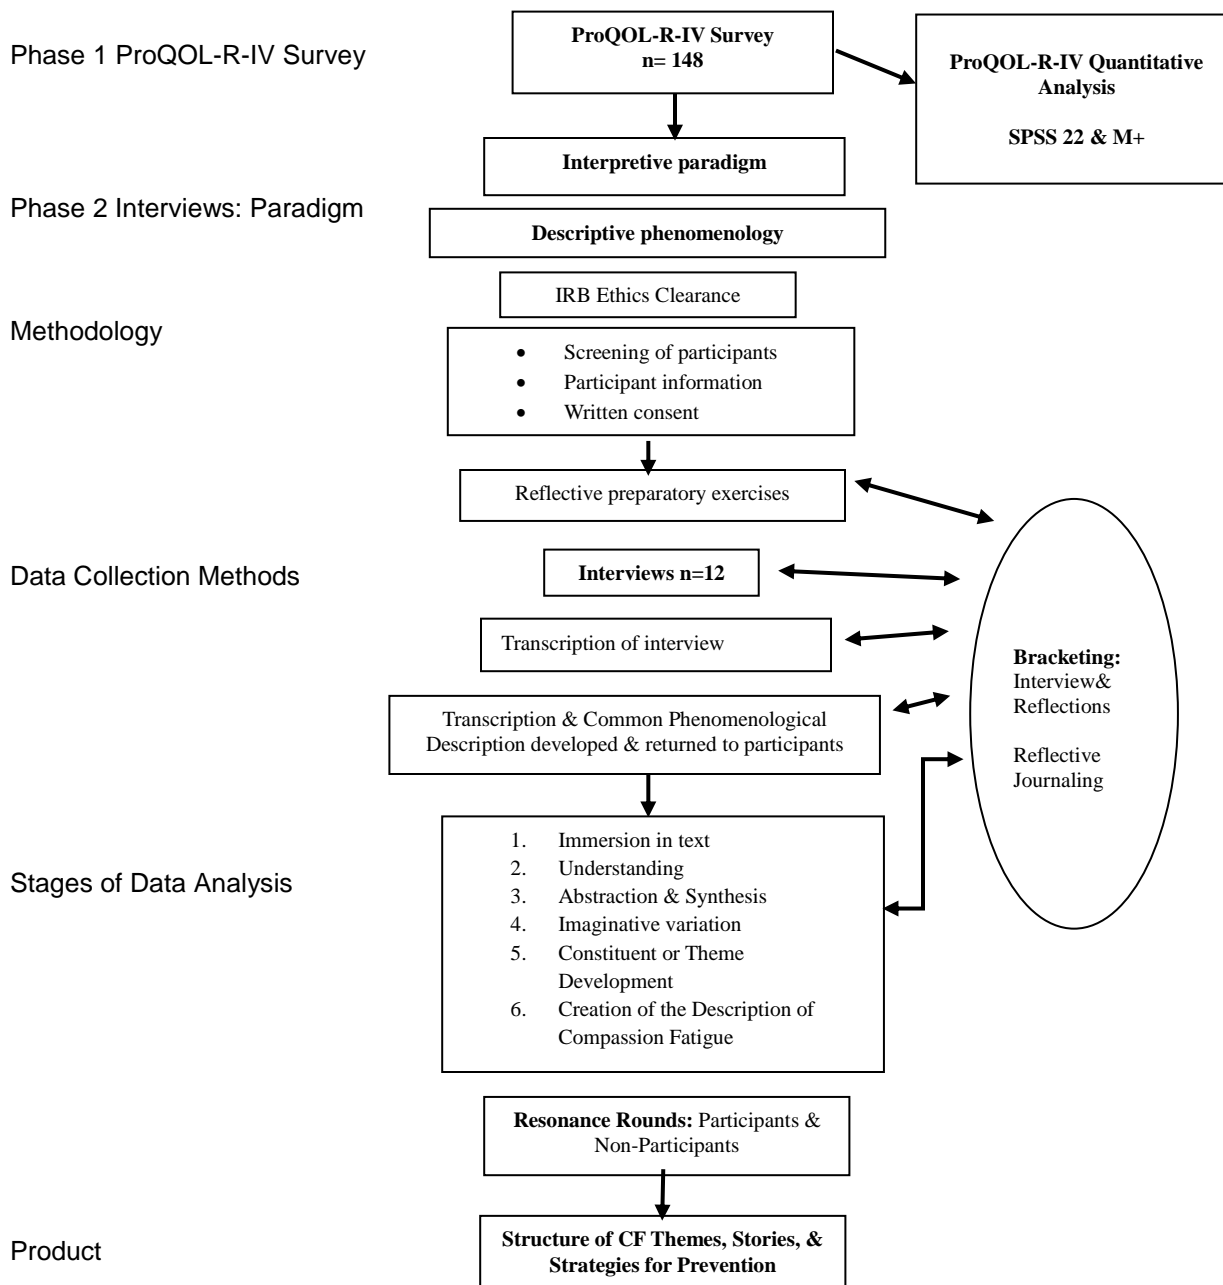 Phase 1 ProQOL-R-IV Survey
ProQOL-R-IV Survey
n= 148
ProQOL-R-IV Quantitative
Analysis
SPSS 22 & M+
Interpretive paradigm
Phase 2 Interviews: Paradigm
Descriptive phenomenology
IRB Ethics Clearance
Methodology
• Screening of participants
• Participant information
• Written consent
Reflective preparatory exercises
Data Collection Methods
Interviews n=12
Transcription of interview
Transcription & Common Phenomenological
Description developed & returned to participants
Bracketing:
Interview&
Reflections
Reflective
Journaling
Stages of Data Analysis
1. Immersion in text
2. Understanding
3. Abstraction & Synthesis
4. Imaginative variation
5. Constituent or Theme
Development
6. Creation of the Description of
Compassion Fatigue
Resonance Rounds: Participants &
Non-Participants
Product
Structure of CF Themes, Stories, &
Strategies for Prevention